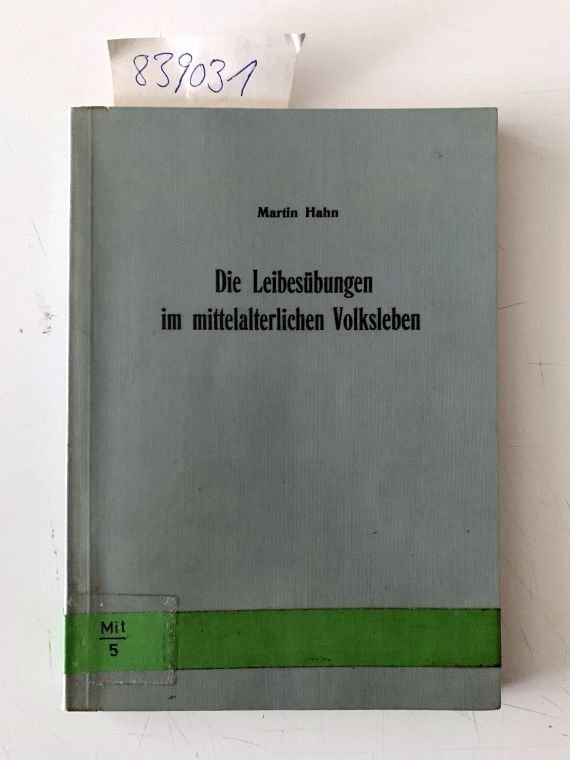 839031
Martin Hahn
Die Leibesübungen
im mittelalterlichen Volksleben
Mit
5